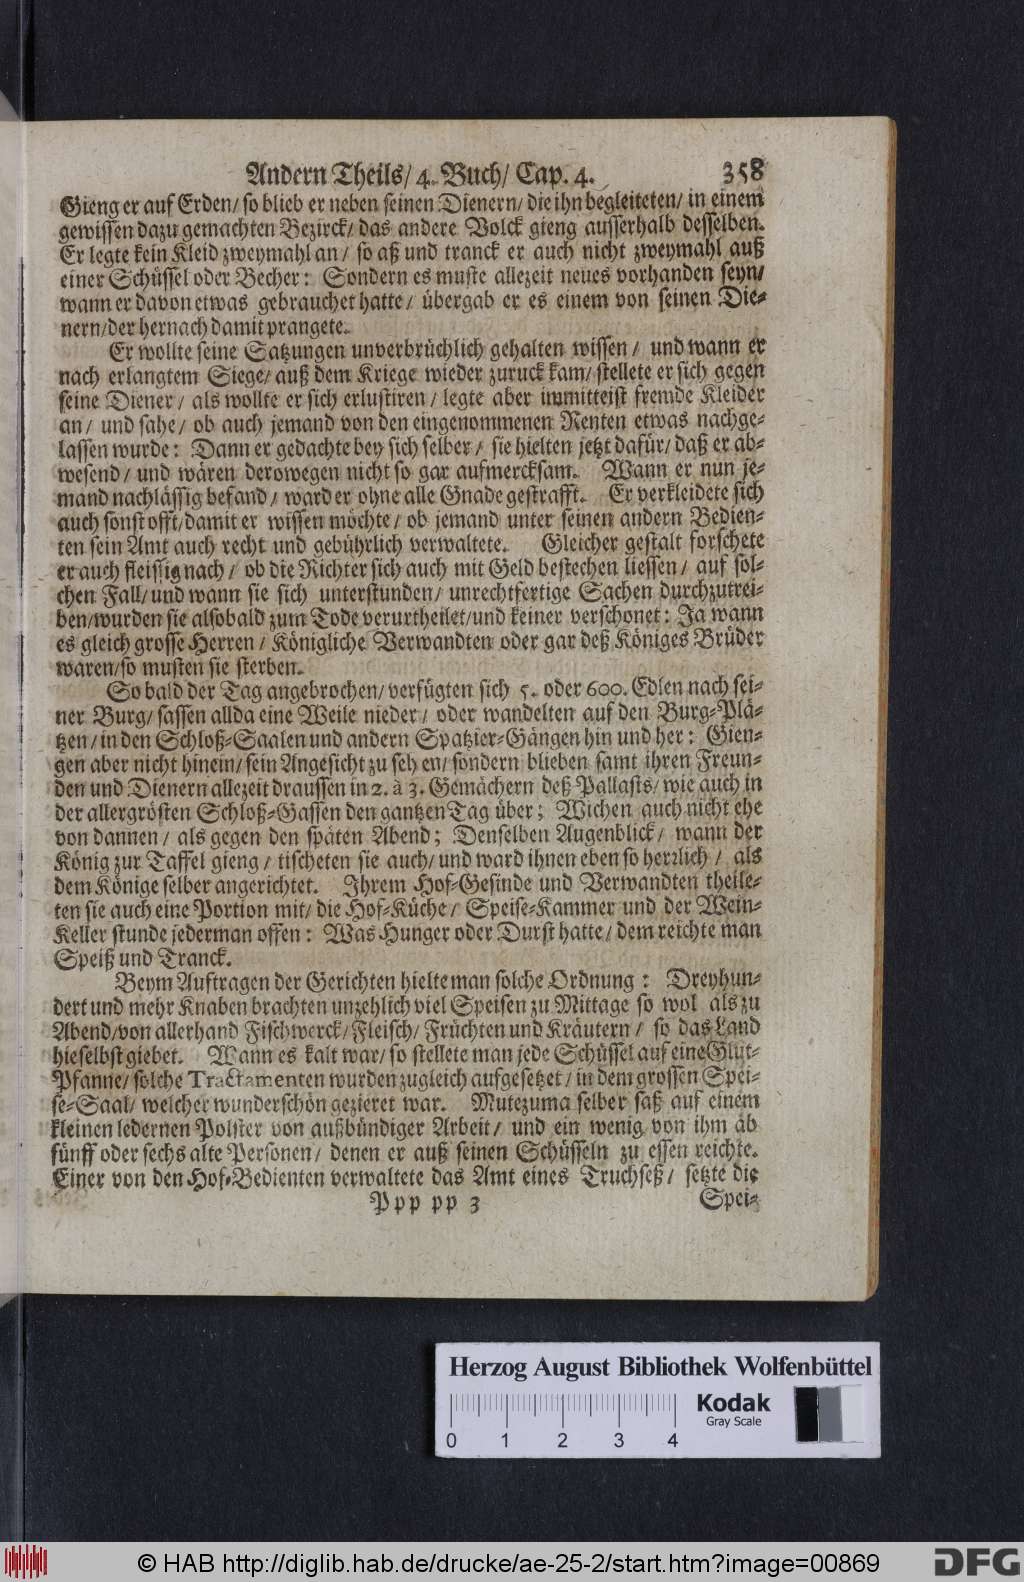 Andern Theils/ 4. Buch/ Cap. 4. 358
Gieng er auf Erden/ so blieb er neben seinen Dienern/ die ihn begleiteten/ in einem
gewissen dazu gemachten Bezirck/ das andere Volck gieng ausserhalb desselben.
Er legte kein Kleid zweymahl an/ so aß und tranck er auch nicht zweymahl auß
einer Schüssel oder Becher: Sondern es muste allezeit neues vorhanden seyn/
wann er davon etwas gebrauchet hatte/ übergab er es einem von seinen Die-
nern/ der hernach damit prangete.
Er wollte seine Satzungen unverbrüchlich gehalten wissen/ und wann er
nach erlangtem Siege/ auß dem Kriege wieder zuruck kam/ stellete er sich gegen
seine Diener/ als wollte er sich erlustiren/ legte aber immitteist fremde Kleider
an/ und sahe/ ob auch jemand von den eingenommenen Renten etwas nachge-
lassen wurde: Dann er gedachte bey sich selber/ sie hielten jetzt dafür/ daß er ab-
wesend/ und wären derowegen nicht so gar aufmercksam. Wann er nun je-
mand nachlässig befand/ ward er ohne alle Gnade gestrafft. Er verkleidete sich
auch sonst offt/ damit er wissen möchte/ ob jemand unter seinen andern Bedien-
ten sein Amt auch recht und gebührlich verwaltete. Gleicher gestalt forschete
er auch fleissig nach/ ob die Richter sich auch mit Geld bestechen liessen/ auf sol-
chen Fall/ und wann sie sich unterstunden/ unrechtfertige Sachen durchzutrei-
ben/ wurden sie alsobald zum Tode verurtheilet/ und keiner verschonet: Ja wann
es gleich grosse Herren/ Königliche Verwandten oder gar deß Königes Brüder
waren/ so musten sie sterben.
So bald der Tag angebrochen/ verfügten sich 5. oder 600. Edlen nach sei-
ner Burg/ sassen allda eine Weile nieder/ oder wandelten auf den Burg-Plä-
tzen/ in den Schloß-Saalen und andern Spatzier-Gängen hin und her: Gien-
gen aber nicht hinein/ sein Angesicht zu sehen/ sondern blieben samt ihren Freun-
den und Dienern allezeit draussen in 2. à 3. Gemächern deß Pallasts/ wie auch in
der allergrösten Schloß-Gassen den gantzen Tag über; Wichen auch nicht ehe
von dannen/ als gegen den späten Abend; Denselben Augenblick/ wann der
König zur Taffel gieng/ tischeten sie auch/ und ward ihnen eben so herrlich/ als
dem Könige selber angerichtet. Ihrem Hof-Gesinde und Verwandten theile-
ten sie auch eine Portion mit/ die Hof-Küche/ Speise-Kammer und der Wein-
Keller stunde jederman offen: Was Hunger oder Durst hatte/ dem reichte man
Speiß und Tranck.
Beym Auftragen der Gerichten hielte man solche Ordnung: Dreyhun-
dert und mehr Knaben brachten unzehlich viel Speisen zu Mittage so wol als zu
Abend/ von allerhand Fischwerck/ Fleisch/ Früchten und Kräutern/ so das Land
hieselbst giebet. Wann es kalt war/ so stellete man jede Schüssel auf eine Glut-
Pfanne/ solche Tractamenten wurden zugleich aufgesetzet/ in dem grossen Spei-
se-Saal/ welcher wunderschön gezieret war. Mutezuma selber saß auf einem
kleinen ledernen Polster von außbündiger Arbeit/ und ein wenig von ihm ab
fünff oder sechs alte Personen/ denen er auß seinen Schüsseln zu essen reichte.
Einer von den Hof-Bedienten verwaltete das Amt eines Truchseß/ setzte die
Ppp pp 3 Spei-
Herzog August Bibliothek Wolfenbüttel
Kodak
Gray Scale
0 1 2 3 4
© HAB http://diglib.hab.de/drucke/ae-25-2/start.htm?image=00869
DFG